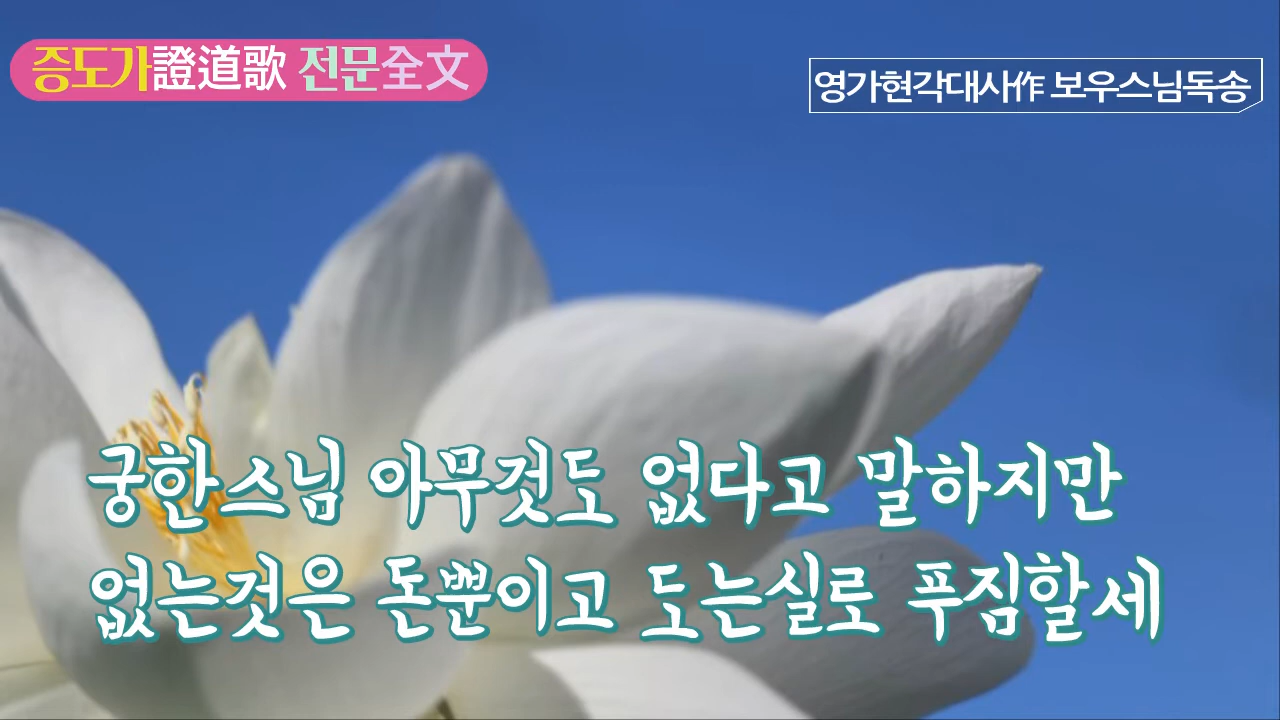 증도가證道歌 전문全文
영가현각대사作 보우스님독송
궁한스님 아무것도 없다고 말하지만
없는것은 돈뿐이고 도는실로 푸짐할세